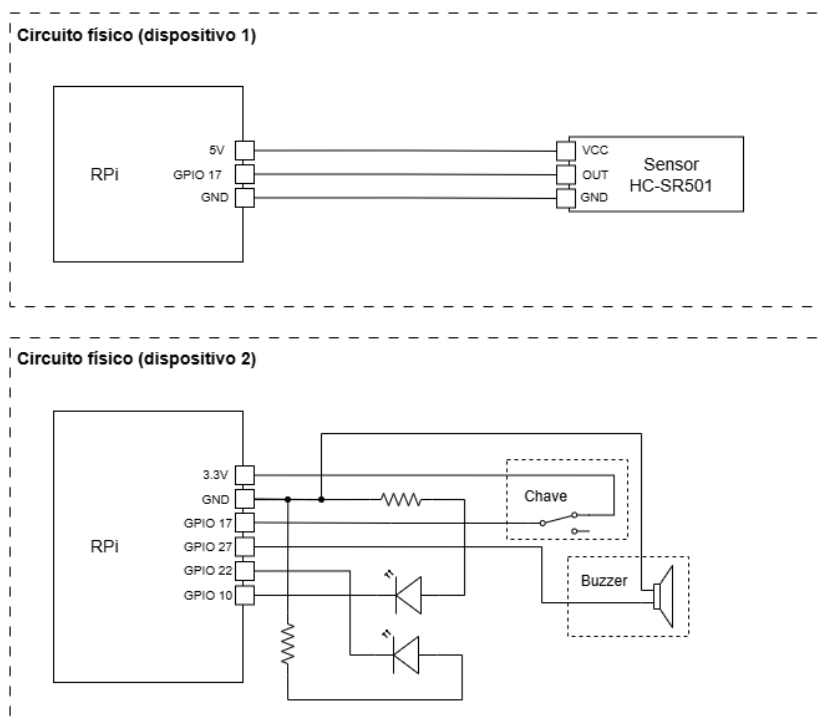 Circuito físico (dispositivo 1)
RPi
5V
GPIO 17
GND
VCC
OUT
GND
Sensor
HC-SR501
Circuito físico (dispositivo 2)
RPi
3.3V
GND
GPIO 17
GPIO 27
GPIO 22
GPIO 10
Chave
Buzzer